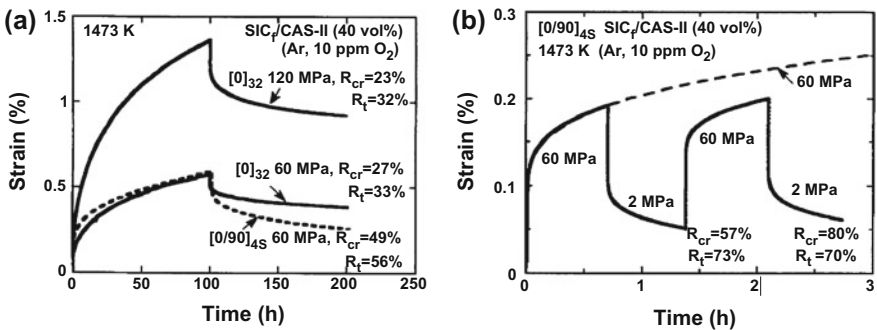 (a)
1473 K SICf/CAS-II (40 vol%)
(Ar, 10 ppm O2)
[0]32 120 MPa, Rcr=23%
Rt=32%
[0]32 60 MPa, Rcr=27%
Rt=33%
[0/90]4S 60 MPa, Rcr=49%
Rt=56%
Strain (%)
1.5
1
0.5
0
0 50 100 150 200 250
Time (h)
(b)
[0/90]4S SICf/CAS-II (40 vol%)
1473 K (Ar, 10 ppm O2)
60 MPa
60 MPa
60 MPa
2 MPa
2 MPa
Rcr=57%
Rt=73%
Rcr=80%
Rt=70%
Strain (%)
0.3
0.2
0.1
0
0 1 2 3
Time (h)